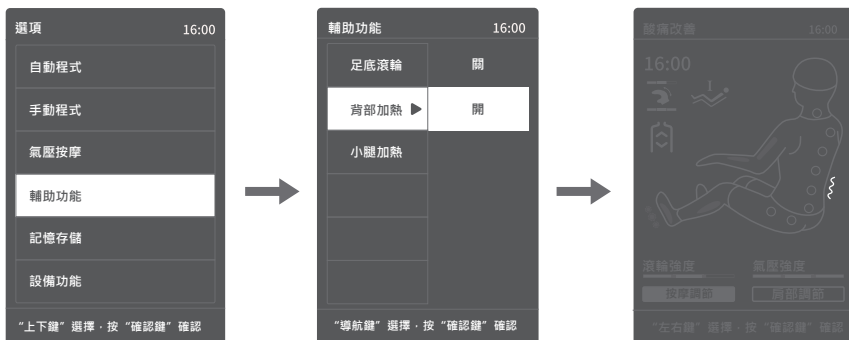 選項 16:00
自動程式
手動程式
氣壓按摩
輔助功能
記憶存儲
設備功能
“上下鍵”選擇，按“確認鍵”確認
輔助功能 16:00
足底滾輪 關
背部加熱 ▶ 開
小腿加熱
“導航鍵”選擇，按“確認鍵”確認
酸痛改善 16:00
16:00
滾輪強度 氣壓強度
按摩調節 肩部調節
“左右鍵”選擇，按“確認鍵”確認